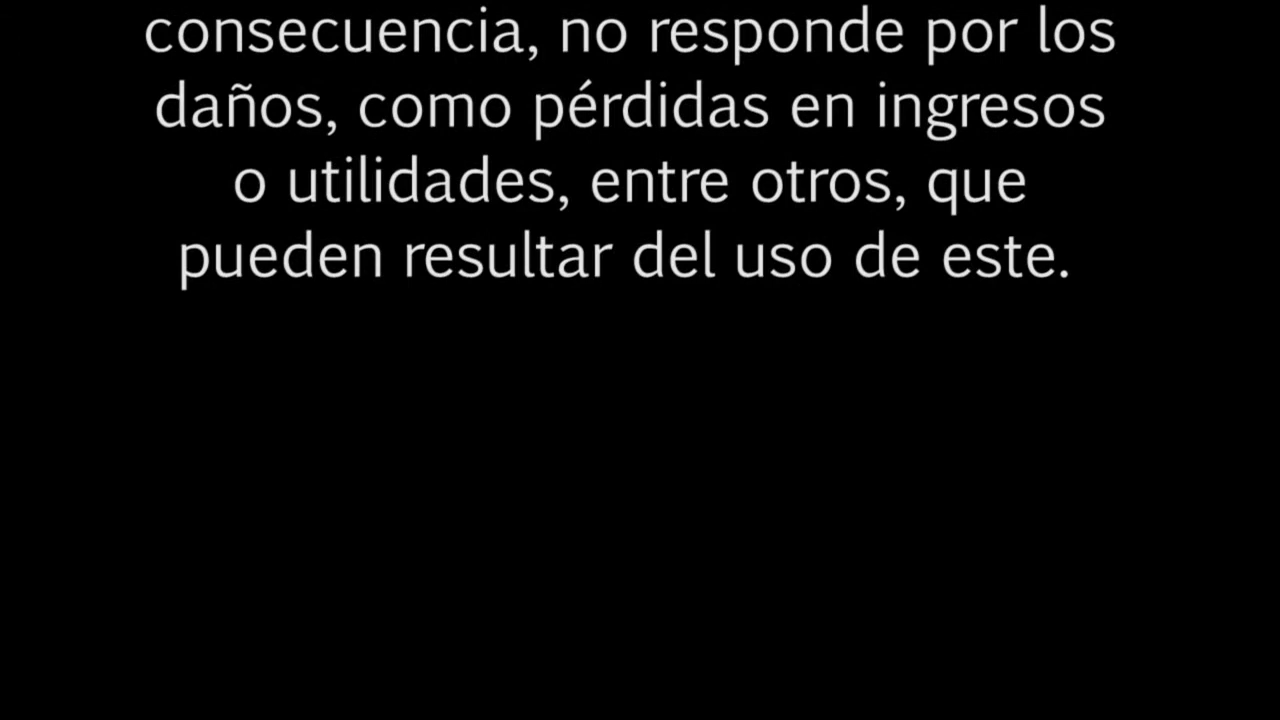 consecuencia, no responde por los
daños, como pérdidas en ingresos
o utilidades, entre otros, que
pueden resultar del uso de este.